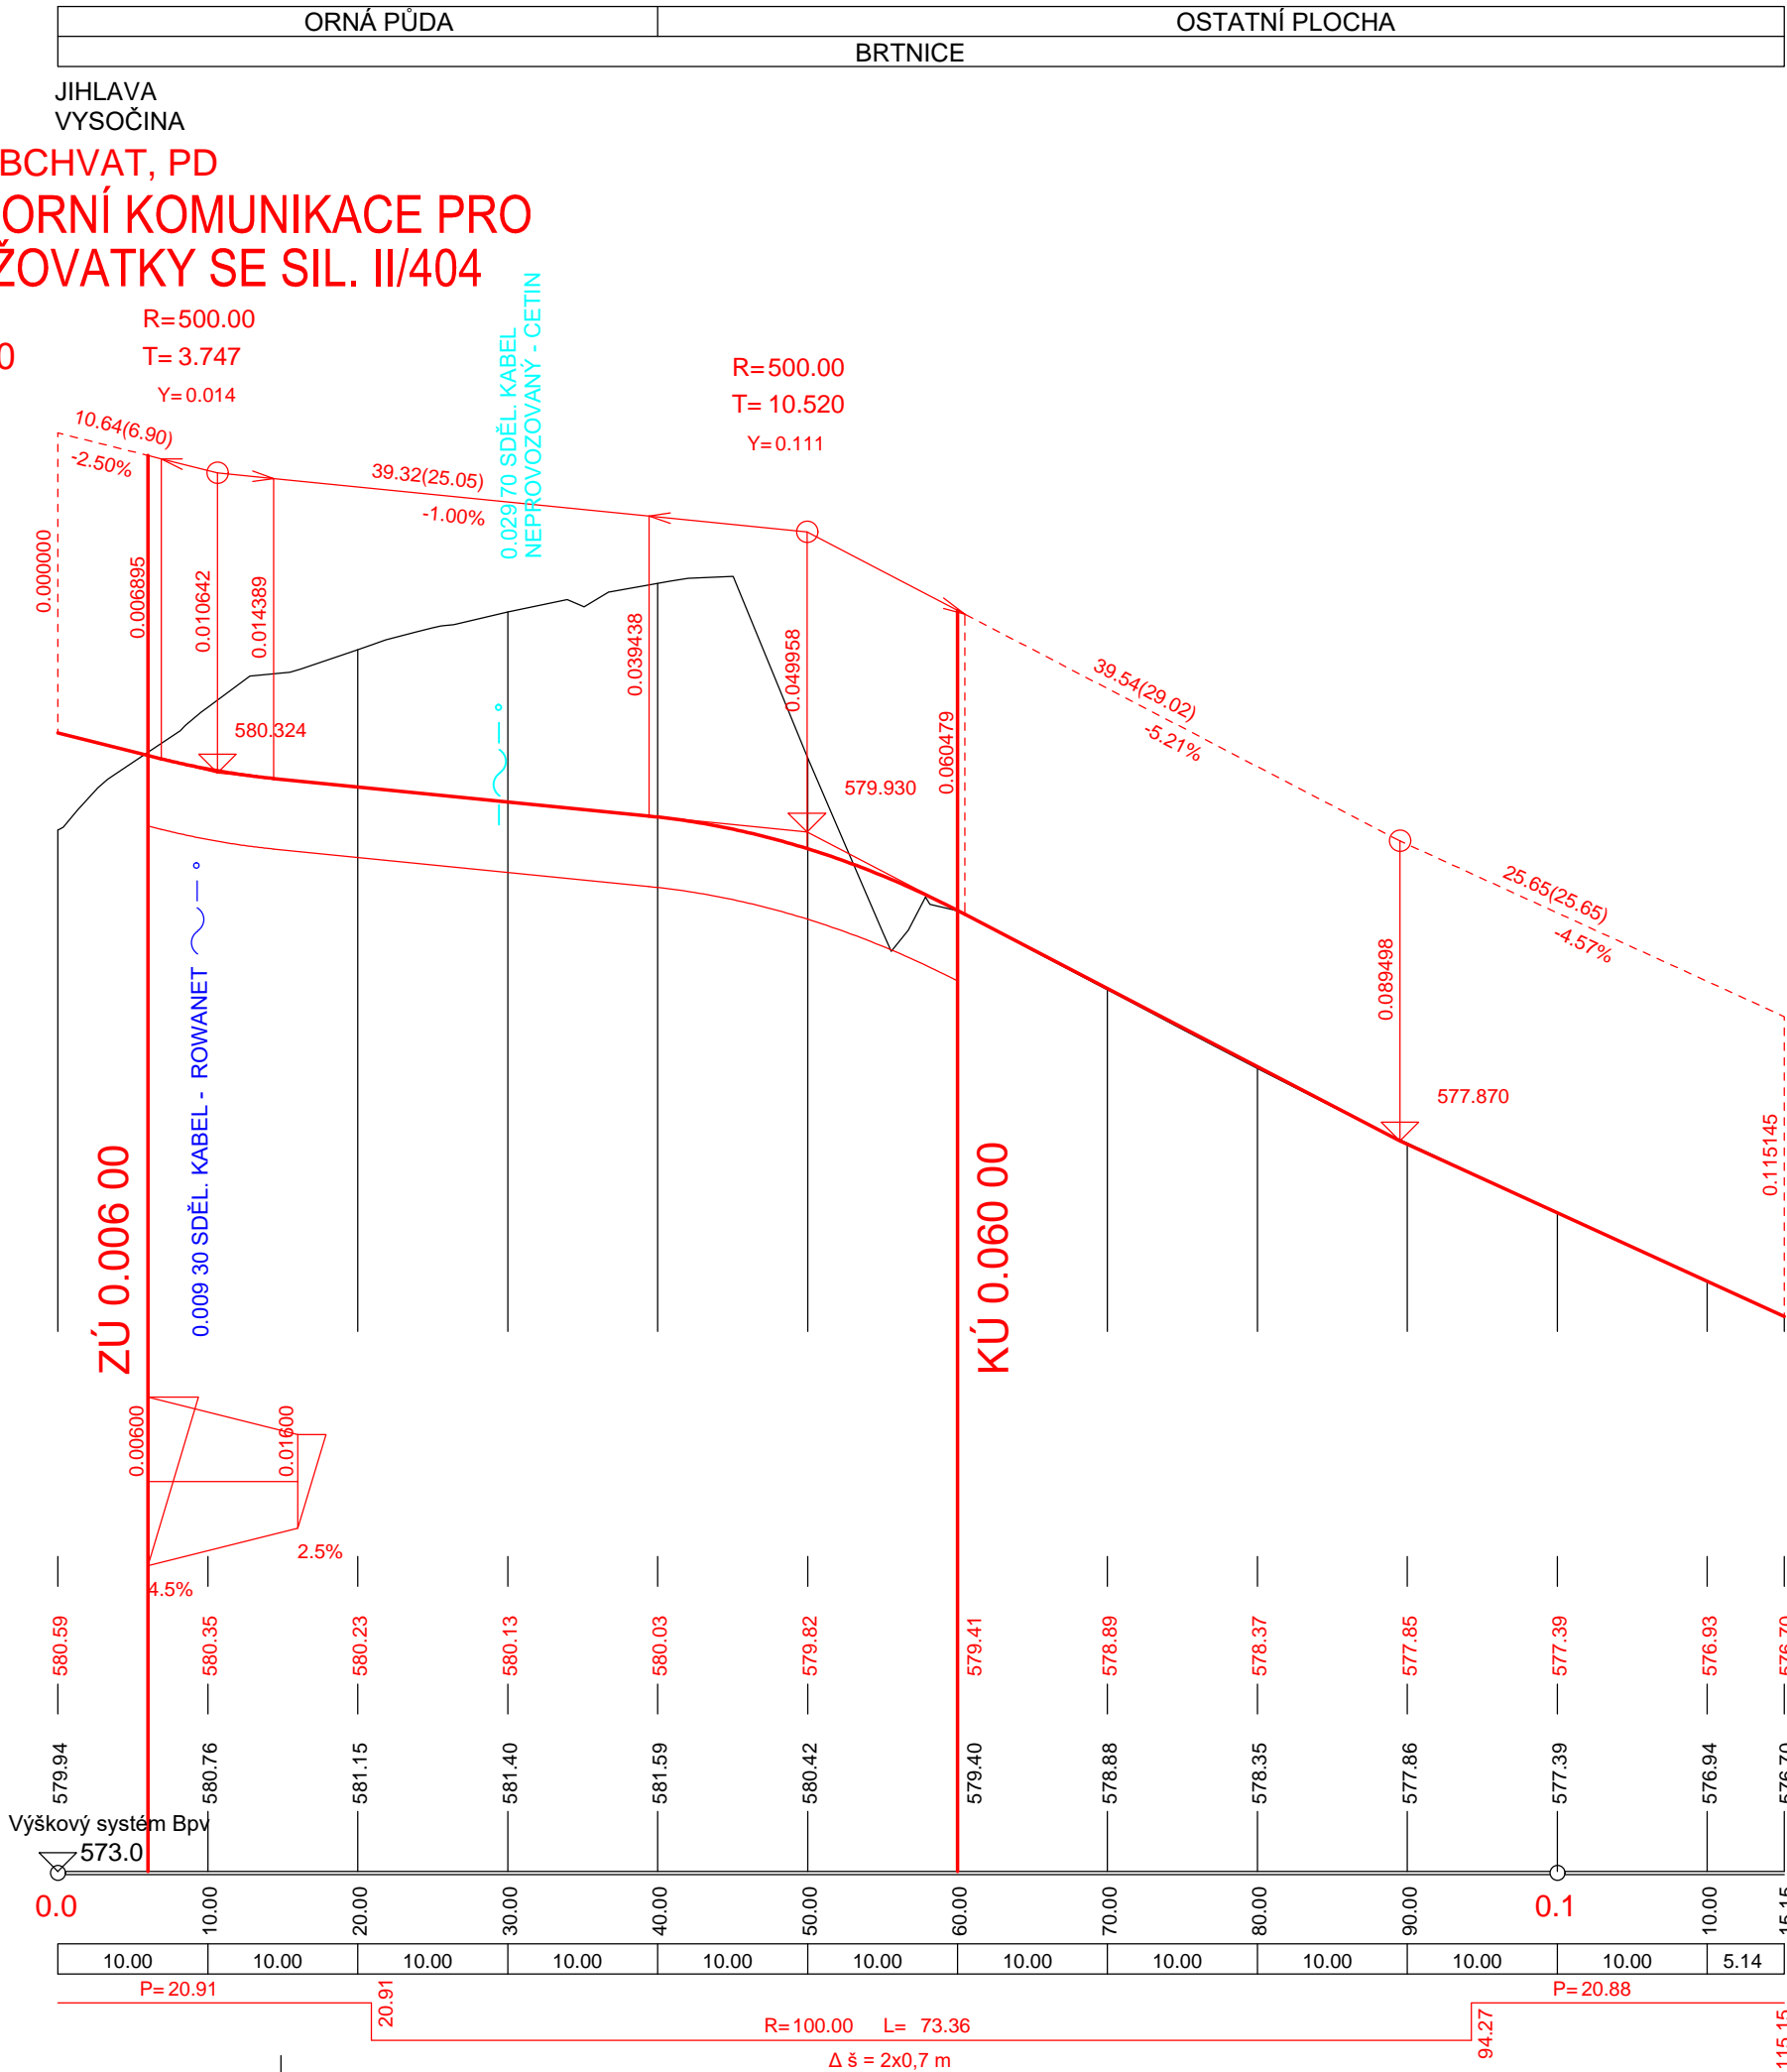 ORNÁ PŮDA
OSTATNÍ PLOCHA
BRTNICE
JIHLAVA
VYSOČINA
BCHVAT, PD
ORNÍ KOMUNIKACE PRO
ŽOVATKY SE SIL. II/404
0
R=500.00
T= 3.747
Y=0.014
R=500.00
T= 10.520
Y=0.111
0.029 70 SDĚL. KABEL
NEPROVOZOVANÝ - CETIN
10.64(6.90)
-2.50%
39.32(25.05)
-1.00%
39.54(29.02)
-5.21%
25.65(25.65)
-4.57%
0.000000
0.006895
0.010642
0.014389
0.039438
0.049958
0.060479
0.089498
0.115145
580.324
579.930
577.870
ZÚ 0.006 00
0.009 30 SDĚL. KABEL - ROWANET
KÚ 0.060 00
0.00600
0.01600
2.5%
4.5%
580.59
580.35
580.23
580.13
580.03
579.82
579.41
578.89
578.37
577.85
577.39
576.93
576.70
579.94
580.76
581.15
581.40
581.59
580.42
579.40
578.88
578.35
577.86
577.39
576.94
576.70
Výškový systém Bpv
573.0
0.0
10.00
20.00
30.00
40.00
50.00
60.00
70.00
80.00
90.00
0.1
10.00
15.15
10.00 10.00 10.00 10.00 10.00 10.00 10.00 10.00 10.00 10.00 10.00 5.14
P= 20.91
20.91
R=100.00 L= 73.36
Δ š = 2x0,7 m
94.27
P= 20.88
115.15